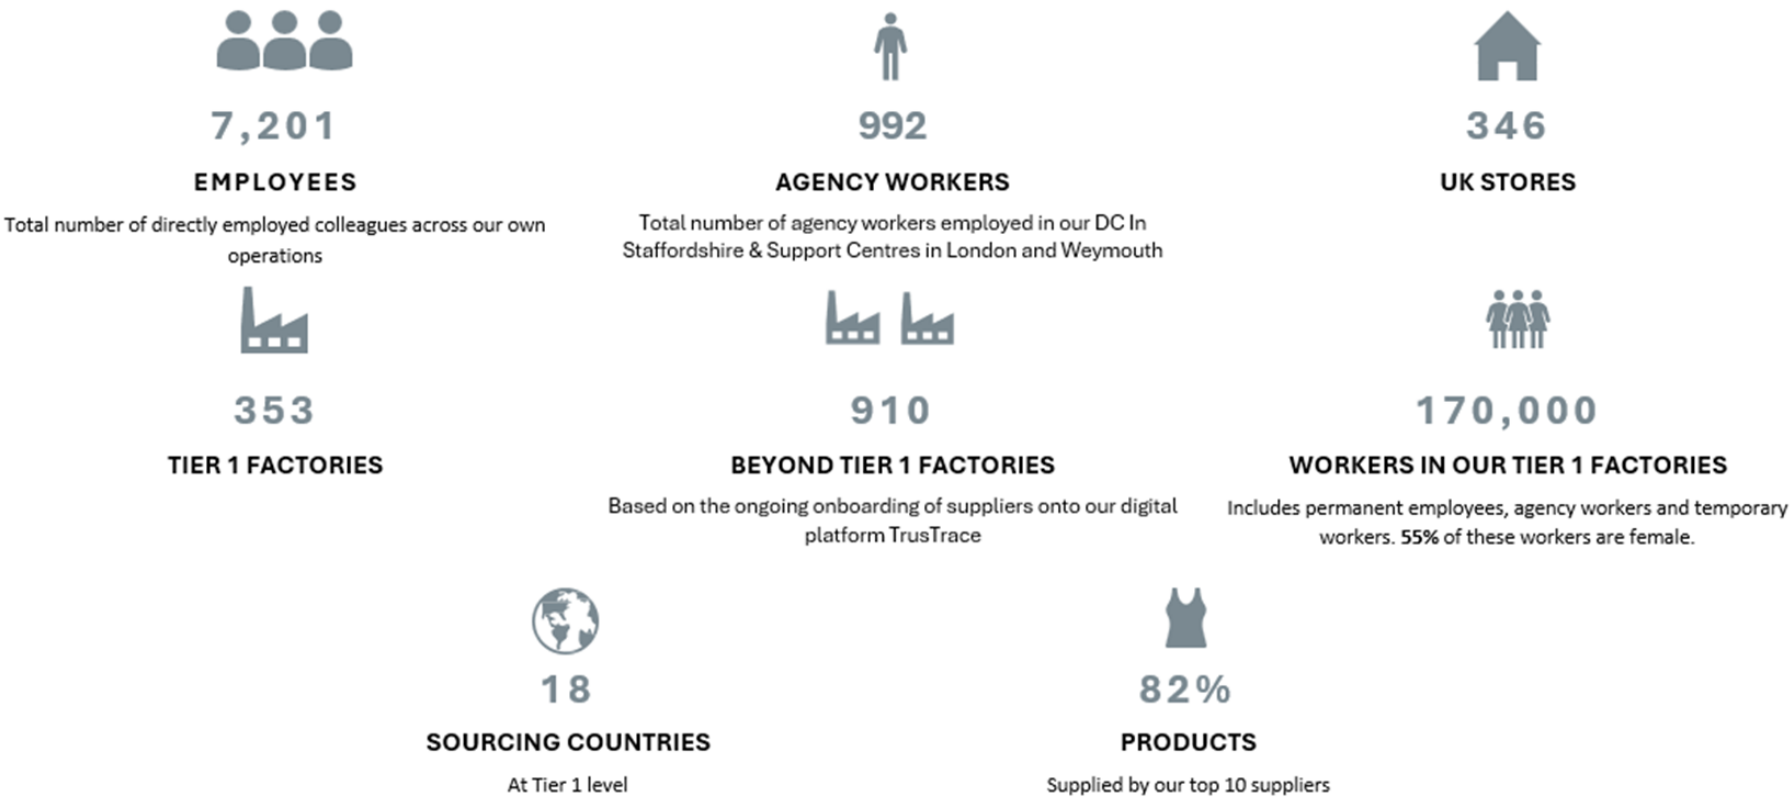 7,201
EMPLOYEES
Total number of directly employed colleagues across our own
operations
992
AGENCY WORKERS
Total number of agency workers employed in our DC In
Staffordshire & Support Centres in London and Weymouth
346
UK STORES
353
TIER 1 FACTORIES
910
BEYOND TIER 1 FACTORIES
Based on the ongoing onboarding of suppliers onto our digital
platform TrusTrace
170,000
WORKERS IN OUR TIER 1 FACTORIES
Includes permanent employees, agency workers and temporary
workers. 55% of these workers are female.
18
SOURCING COUNTRIES
At Tier 1 level
82%
PRODUCTS
Supplied by our top 10 suppliers